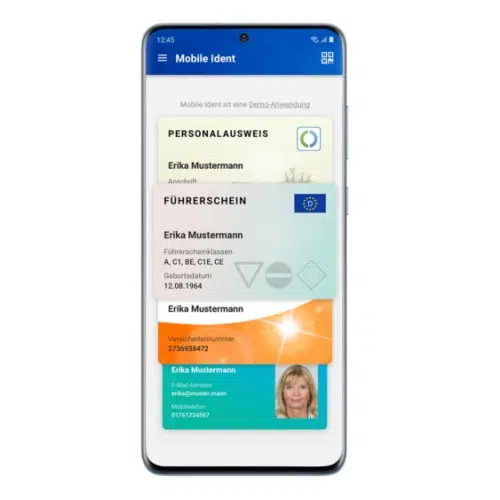 12:45
Mobile Ident
Mobile Ident ist eine Demo-Anwendung
PERSONALAUSWEIS
Erika Mustermann
Anschrift
FÜHRERSCHEIN
D
Erika Mustermann
Führerscheinklassen
A, C1, BE, C1E, CE
Geburtsdatum
12.08.1964
Erika Mustermann
Versichertennummer
2736938472
Erika Mustermann
E-Mail Adresse
erika@muster.mann
Mobiltelefon
01761234567